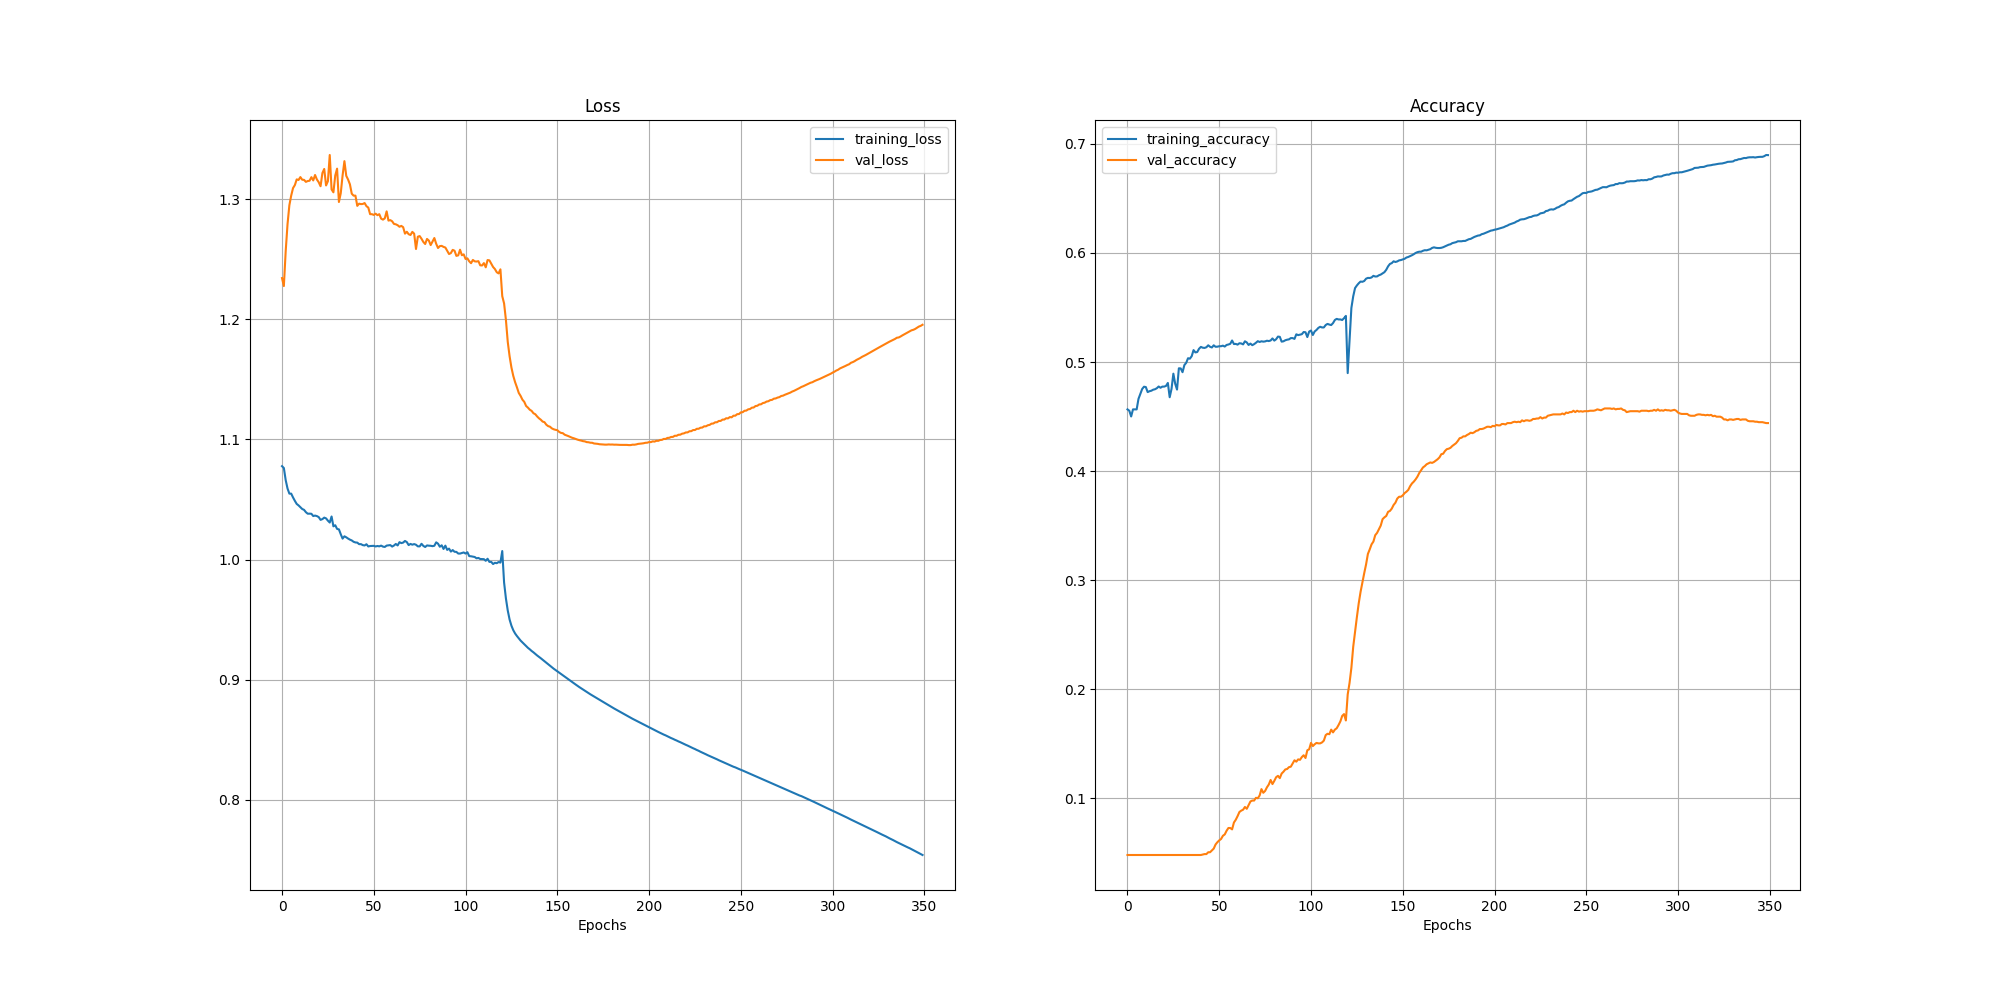 Loss
training_loss
val_loss
1.3
1.2
1.1
1.0
0.9
0.8
0 50 100 150 200 250 300 350
Epochs
Accuracy
training_accuracy
val_accuracy
0.7
0.6
0.5
0.4
0.3
0.2
0.1
0 50 100 150 200 250 300 350
Epochs